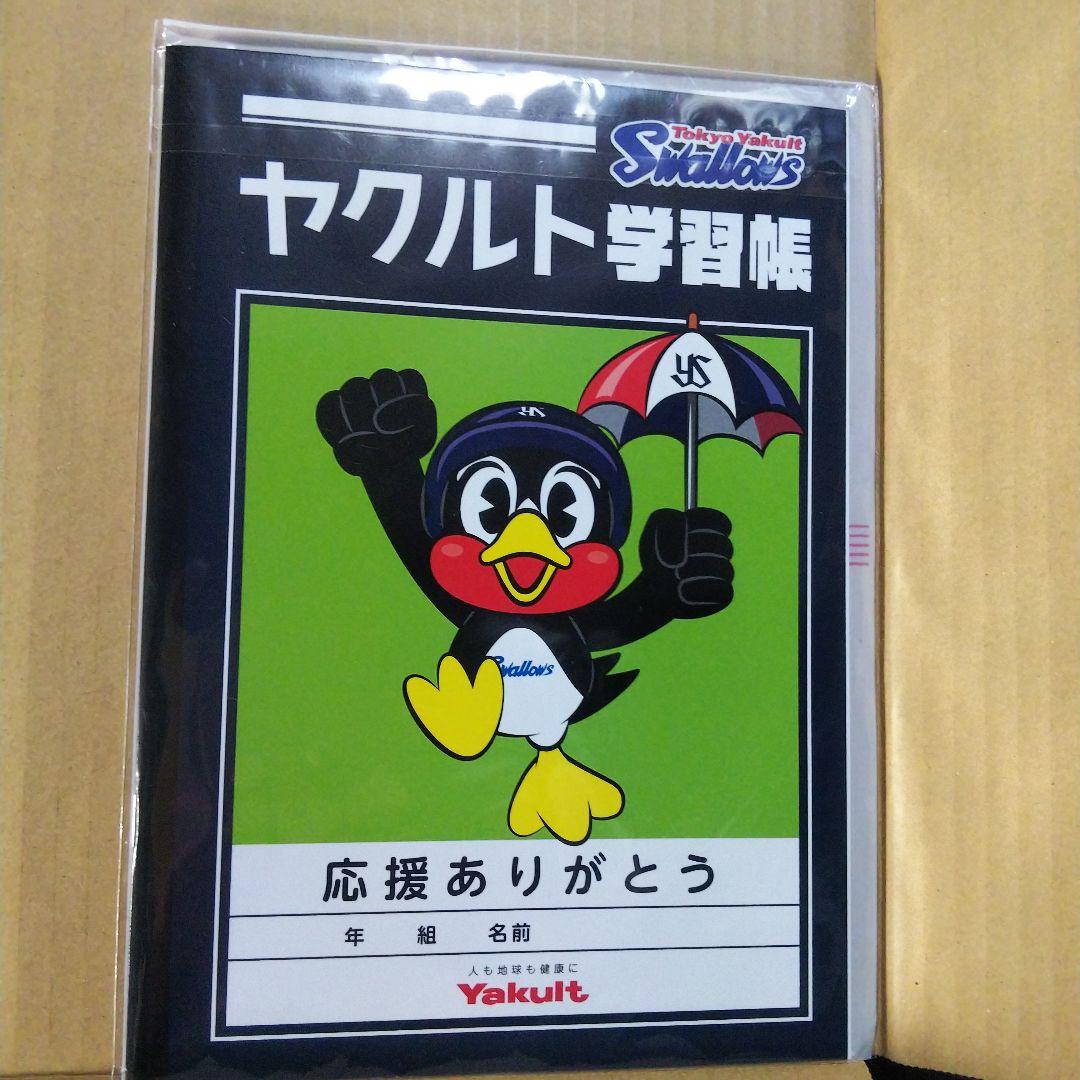 Tokyo Yakult
Swallows
ヤクルト学習帳
YS
YS
Swallows
応援ありがとう
年 組 名前
人も地球も健康に
Yakult